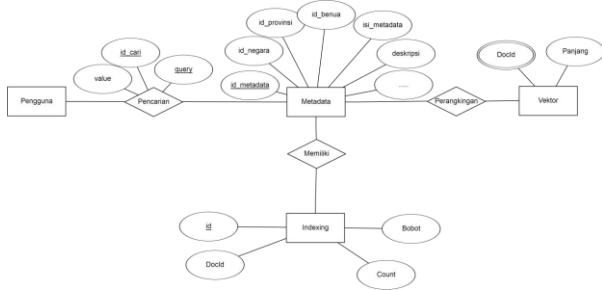 id_provinsi
id_benua
isi_metadata
id_cari
id_negara
deskripsi
DocId
Panjang
value
query
id_metadata
.....
Pengguna
Pencarian
Metadata
Perangkingan
Vektor
Memiliki
id
Indexing
Bobot
DocId
Count